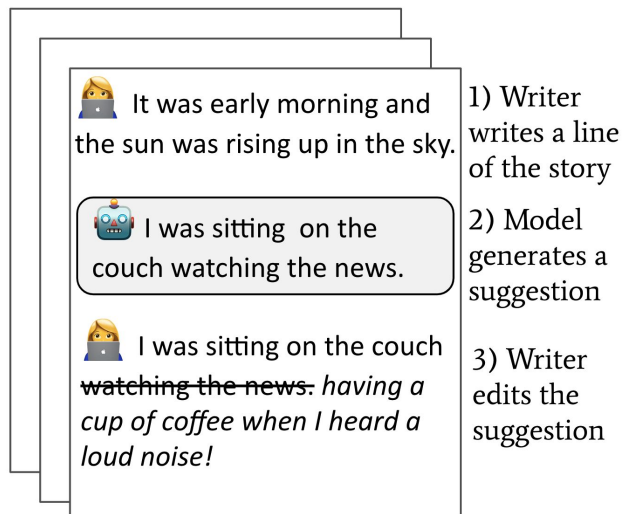 It was early morning and
the sun was rising up in the sky.
1) Writer
writes a line
of the story
I was sitting on the
couch watching the news.
2) Model
generates a
suggestion
I was sitting on the couch
watching the news. having a
cup of coffee when I heard a
loud noise!
3) Writer
edits the
suggestion